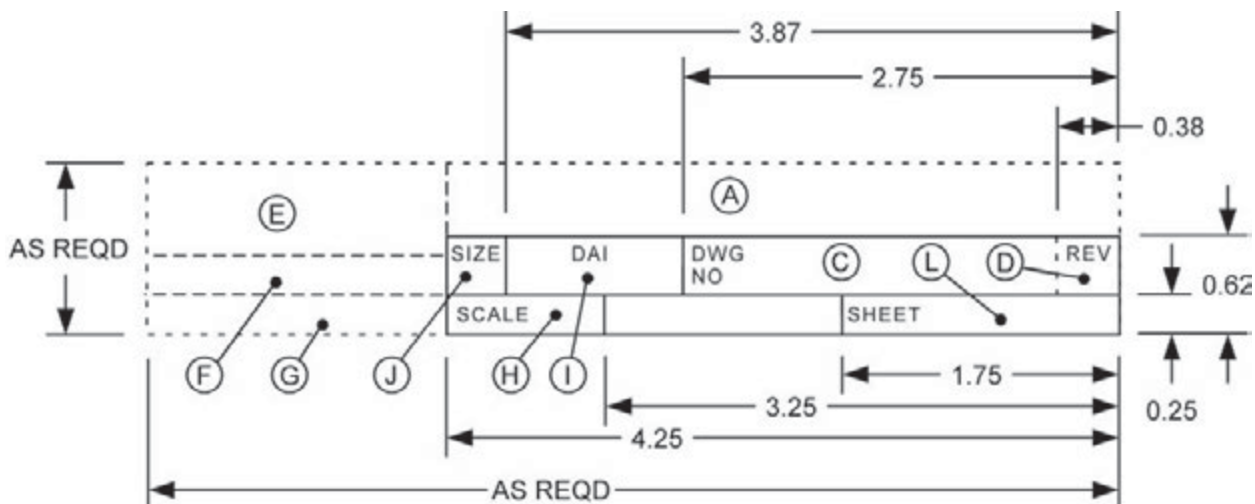 3.87
2.75
0.38
A
E
AS REQD
SIZE DAI DWG NO C L D REV
0.62
SCALE SHEET
F G J H I
1.75
3.25
0.25
4.25
AS REQD